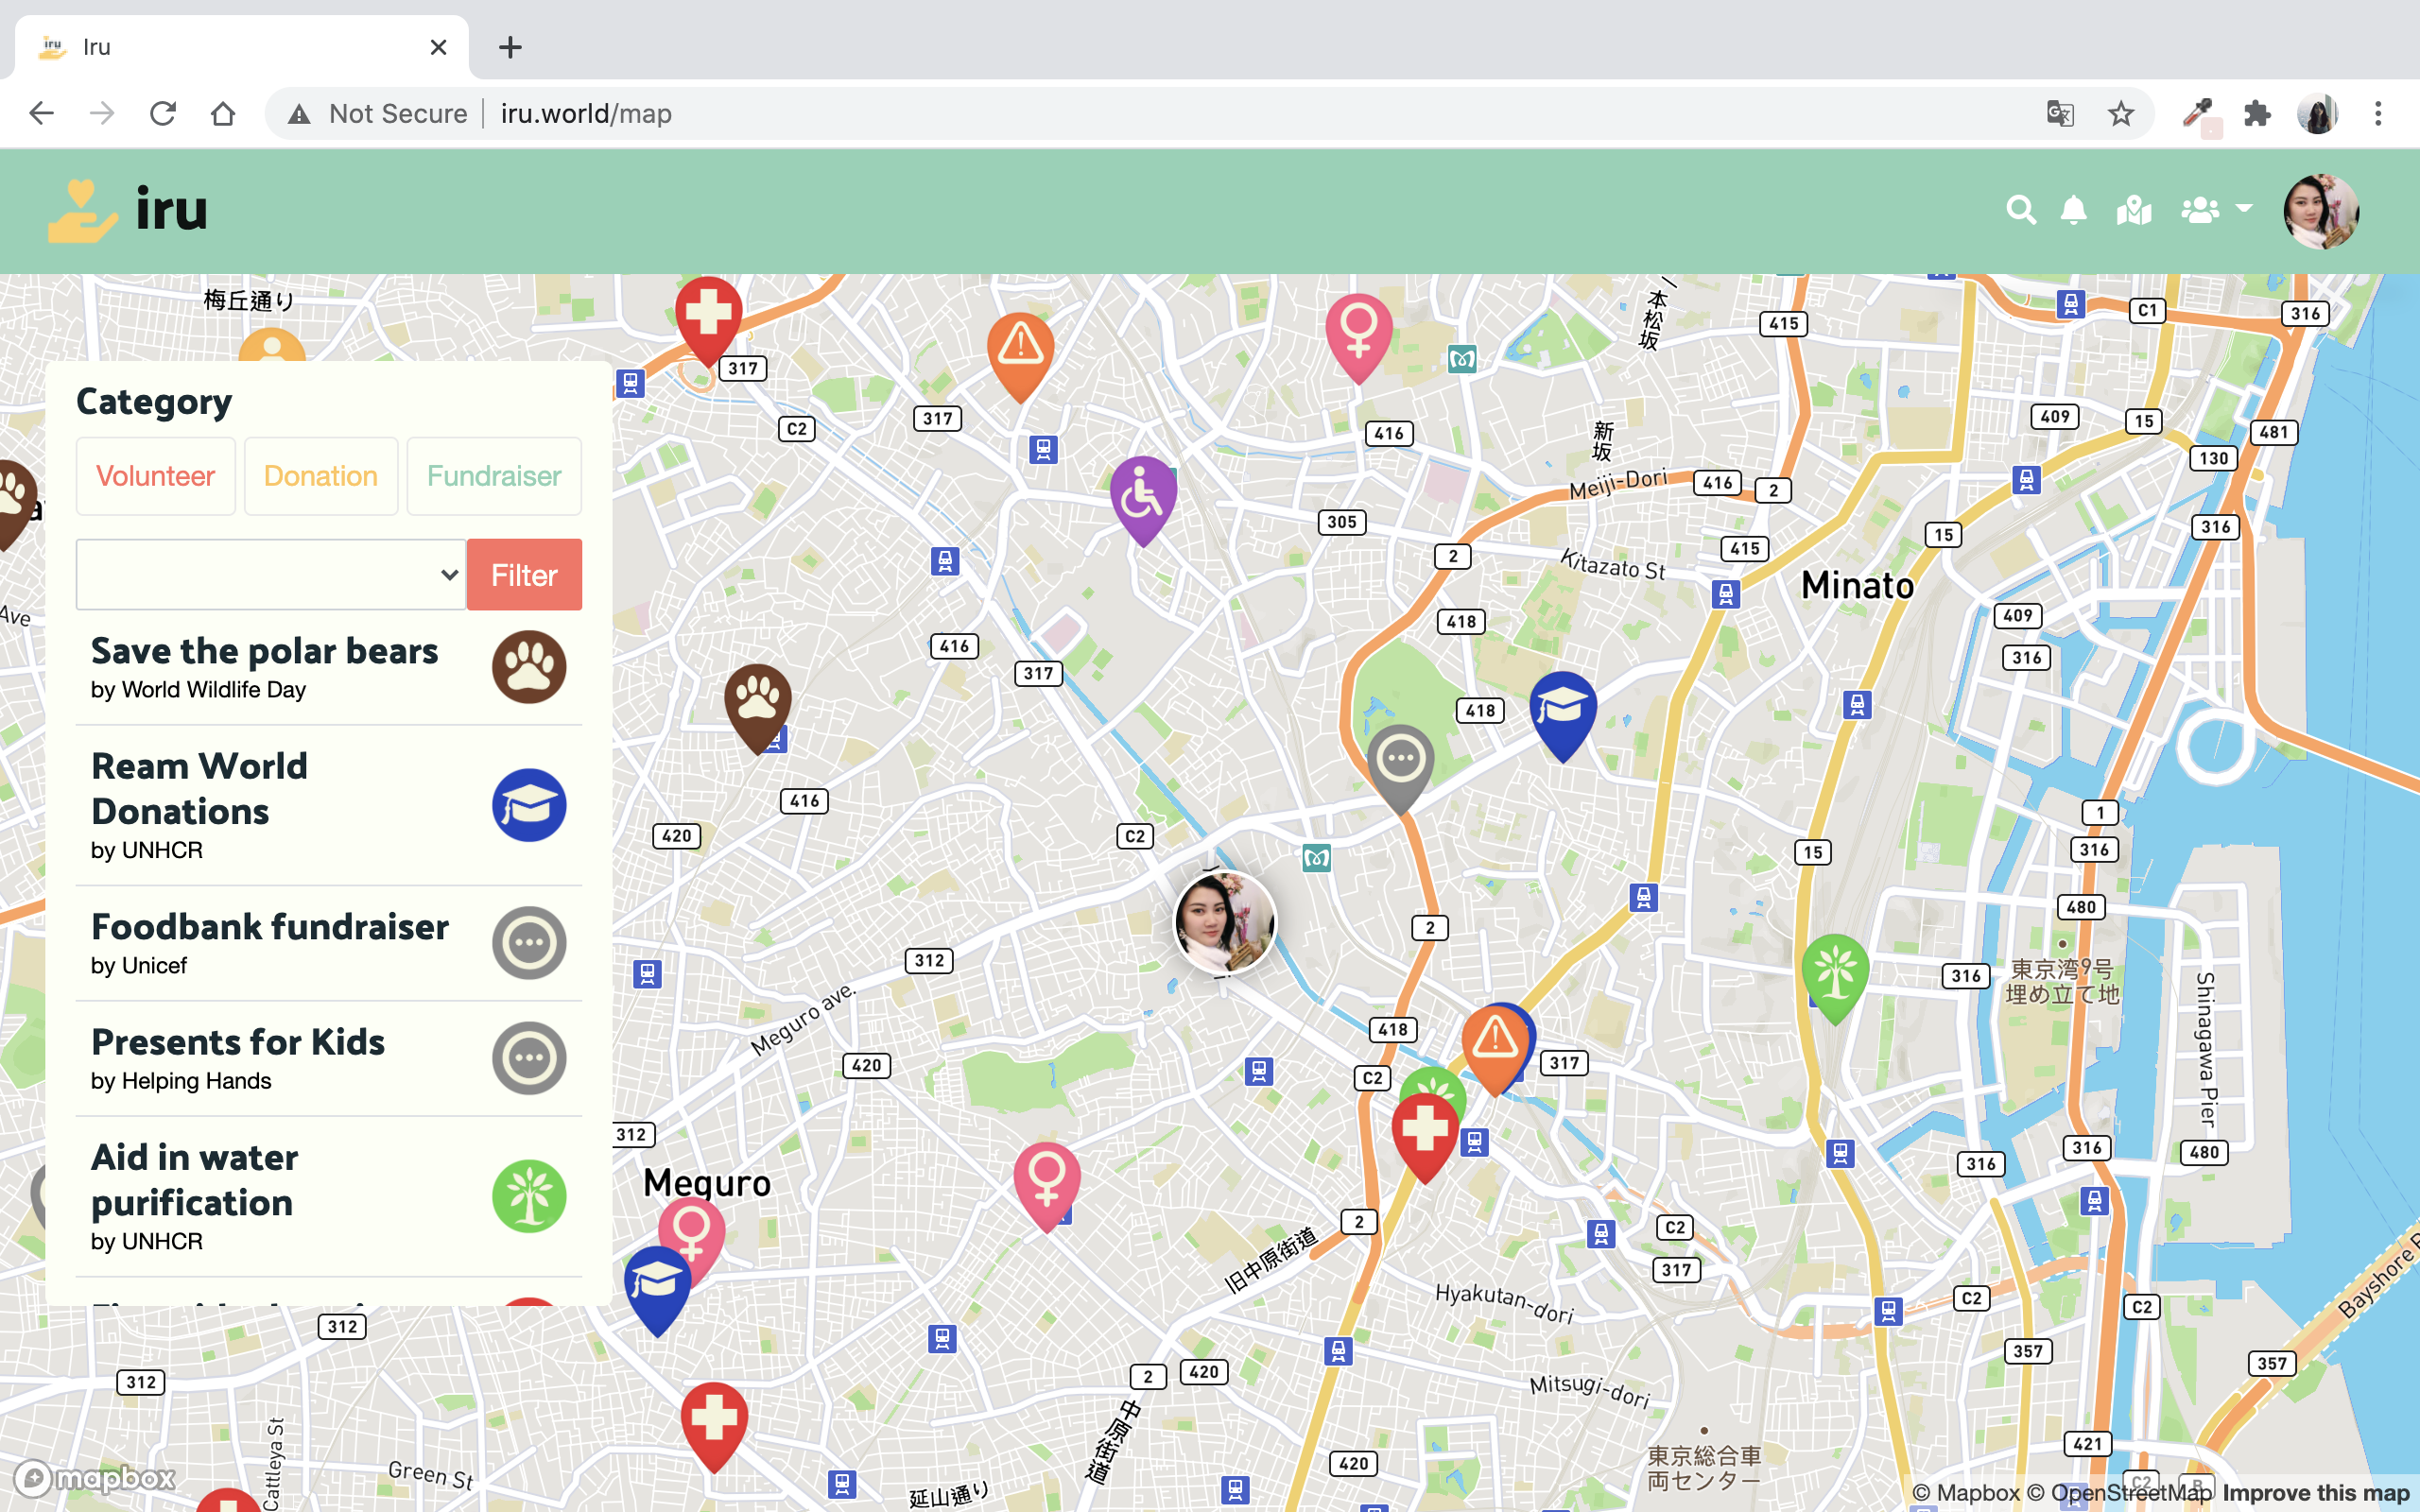 Iru
Not Secure
iru.world/map
iru
梅丘通り
一本松坂
415
C1
316
317
317
C2
416
新坂
409
15
481
130
Category
Volunteer
Donation
Fundraiser
Meiji-Dori
416
2
305
316
415
15
2
Kitazato St
Filter
Minato
Ave
418
409
416
316
317
Save the polar bears
by World Wildlife Day
418
Ream World
Donations
by UNHCR
416
420
C2
1
15
316
Foodbank fundraiser
by Unicef
480
2
312
東京湾9号
埋め立て地
316
Shinagawa Pier
Meguro ave.
Presents for Kids
by Helping Hands
418
317
420
C2
312
316
480
316
Aid in water
purification
by UNHCR
Meguro
2
C2
旧中原街道
317
Hyakutan-dori
C2
C2
312
Bayshore
357
357
312
2
420
Mitsugi-dori
中原街道
421
東京総合車
両センター
420
Cattleya St
Green St
延山通り
C2
mapbox
© Mapbox © OpenStreetMap Improve this map